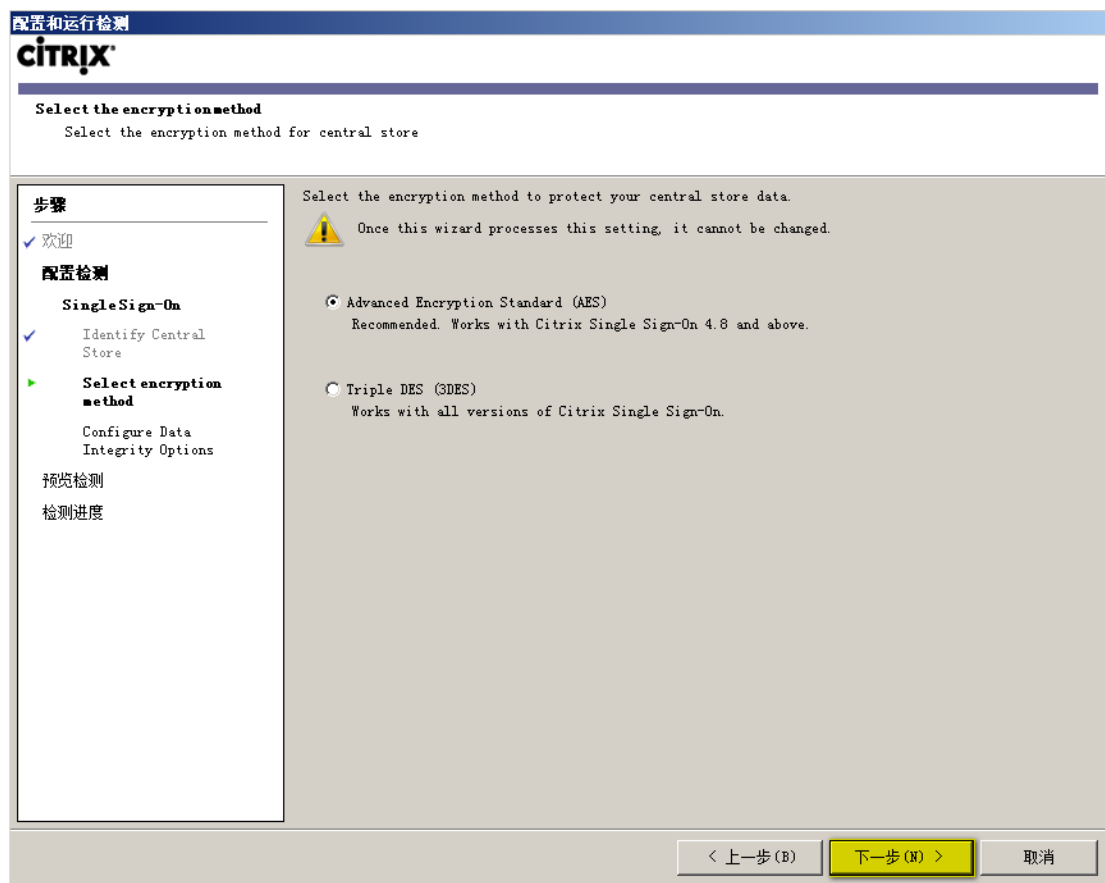 配置和运行检测
CITRIX
Select the encryption method
Select the encryption method for central store
步骤
欢迎
配置检测
Single Sign-On
Identify Central
Store
Select encryption
method
Configure Data
Integrity Options
预览检测
检测进度
Select the encryption method to protect your central store data.
Once this wizard processes this setting, it cannot be changed.
Advanced Encryption Standard (AES)
Recommended. Works with Citrix Single Sign-On 4.8 and above.
Triple DES (3DES)
Works with all versions of Citrix Single Sign-On.
< 上一步(B)
下一步(N) >
取消